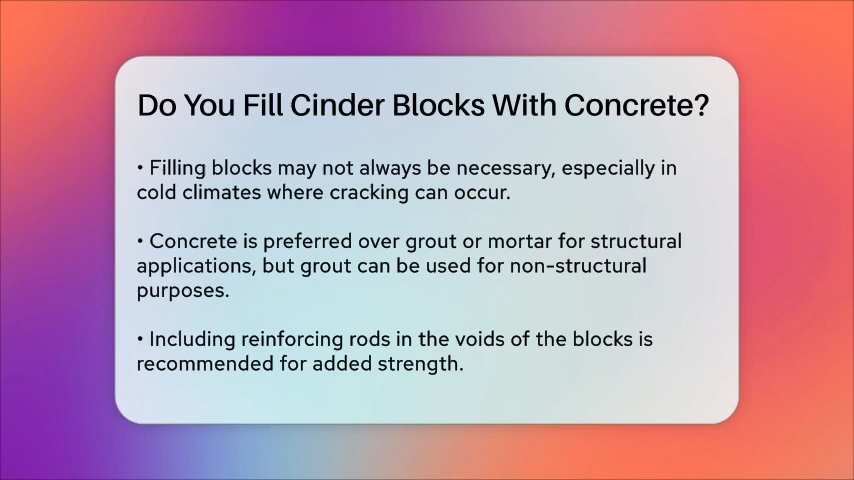 Do You Fill Cinder Blocks With Concrete?
• Filling blocks may not always be necessary, especially in
cold climates where cracking can occur.
• Concrete is preferred over grout or mortar for structural
applications, but grout can be used for non-structural
purposes.
• Including reinforcing rods in the voids of the blocks is
recommended for added strength.